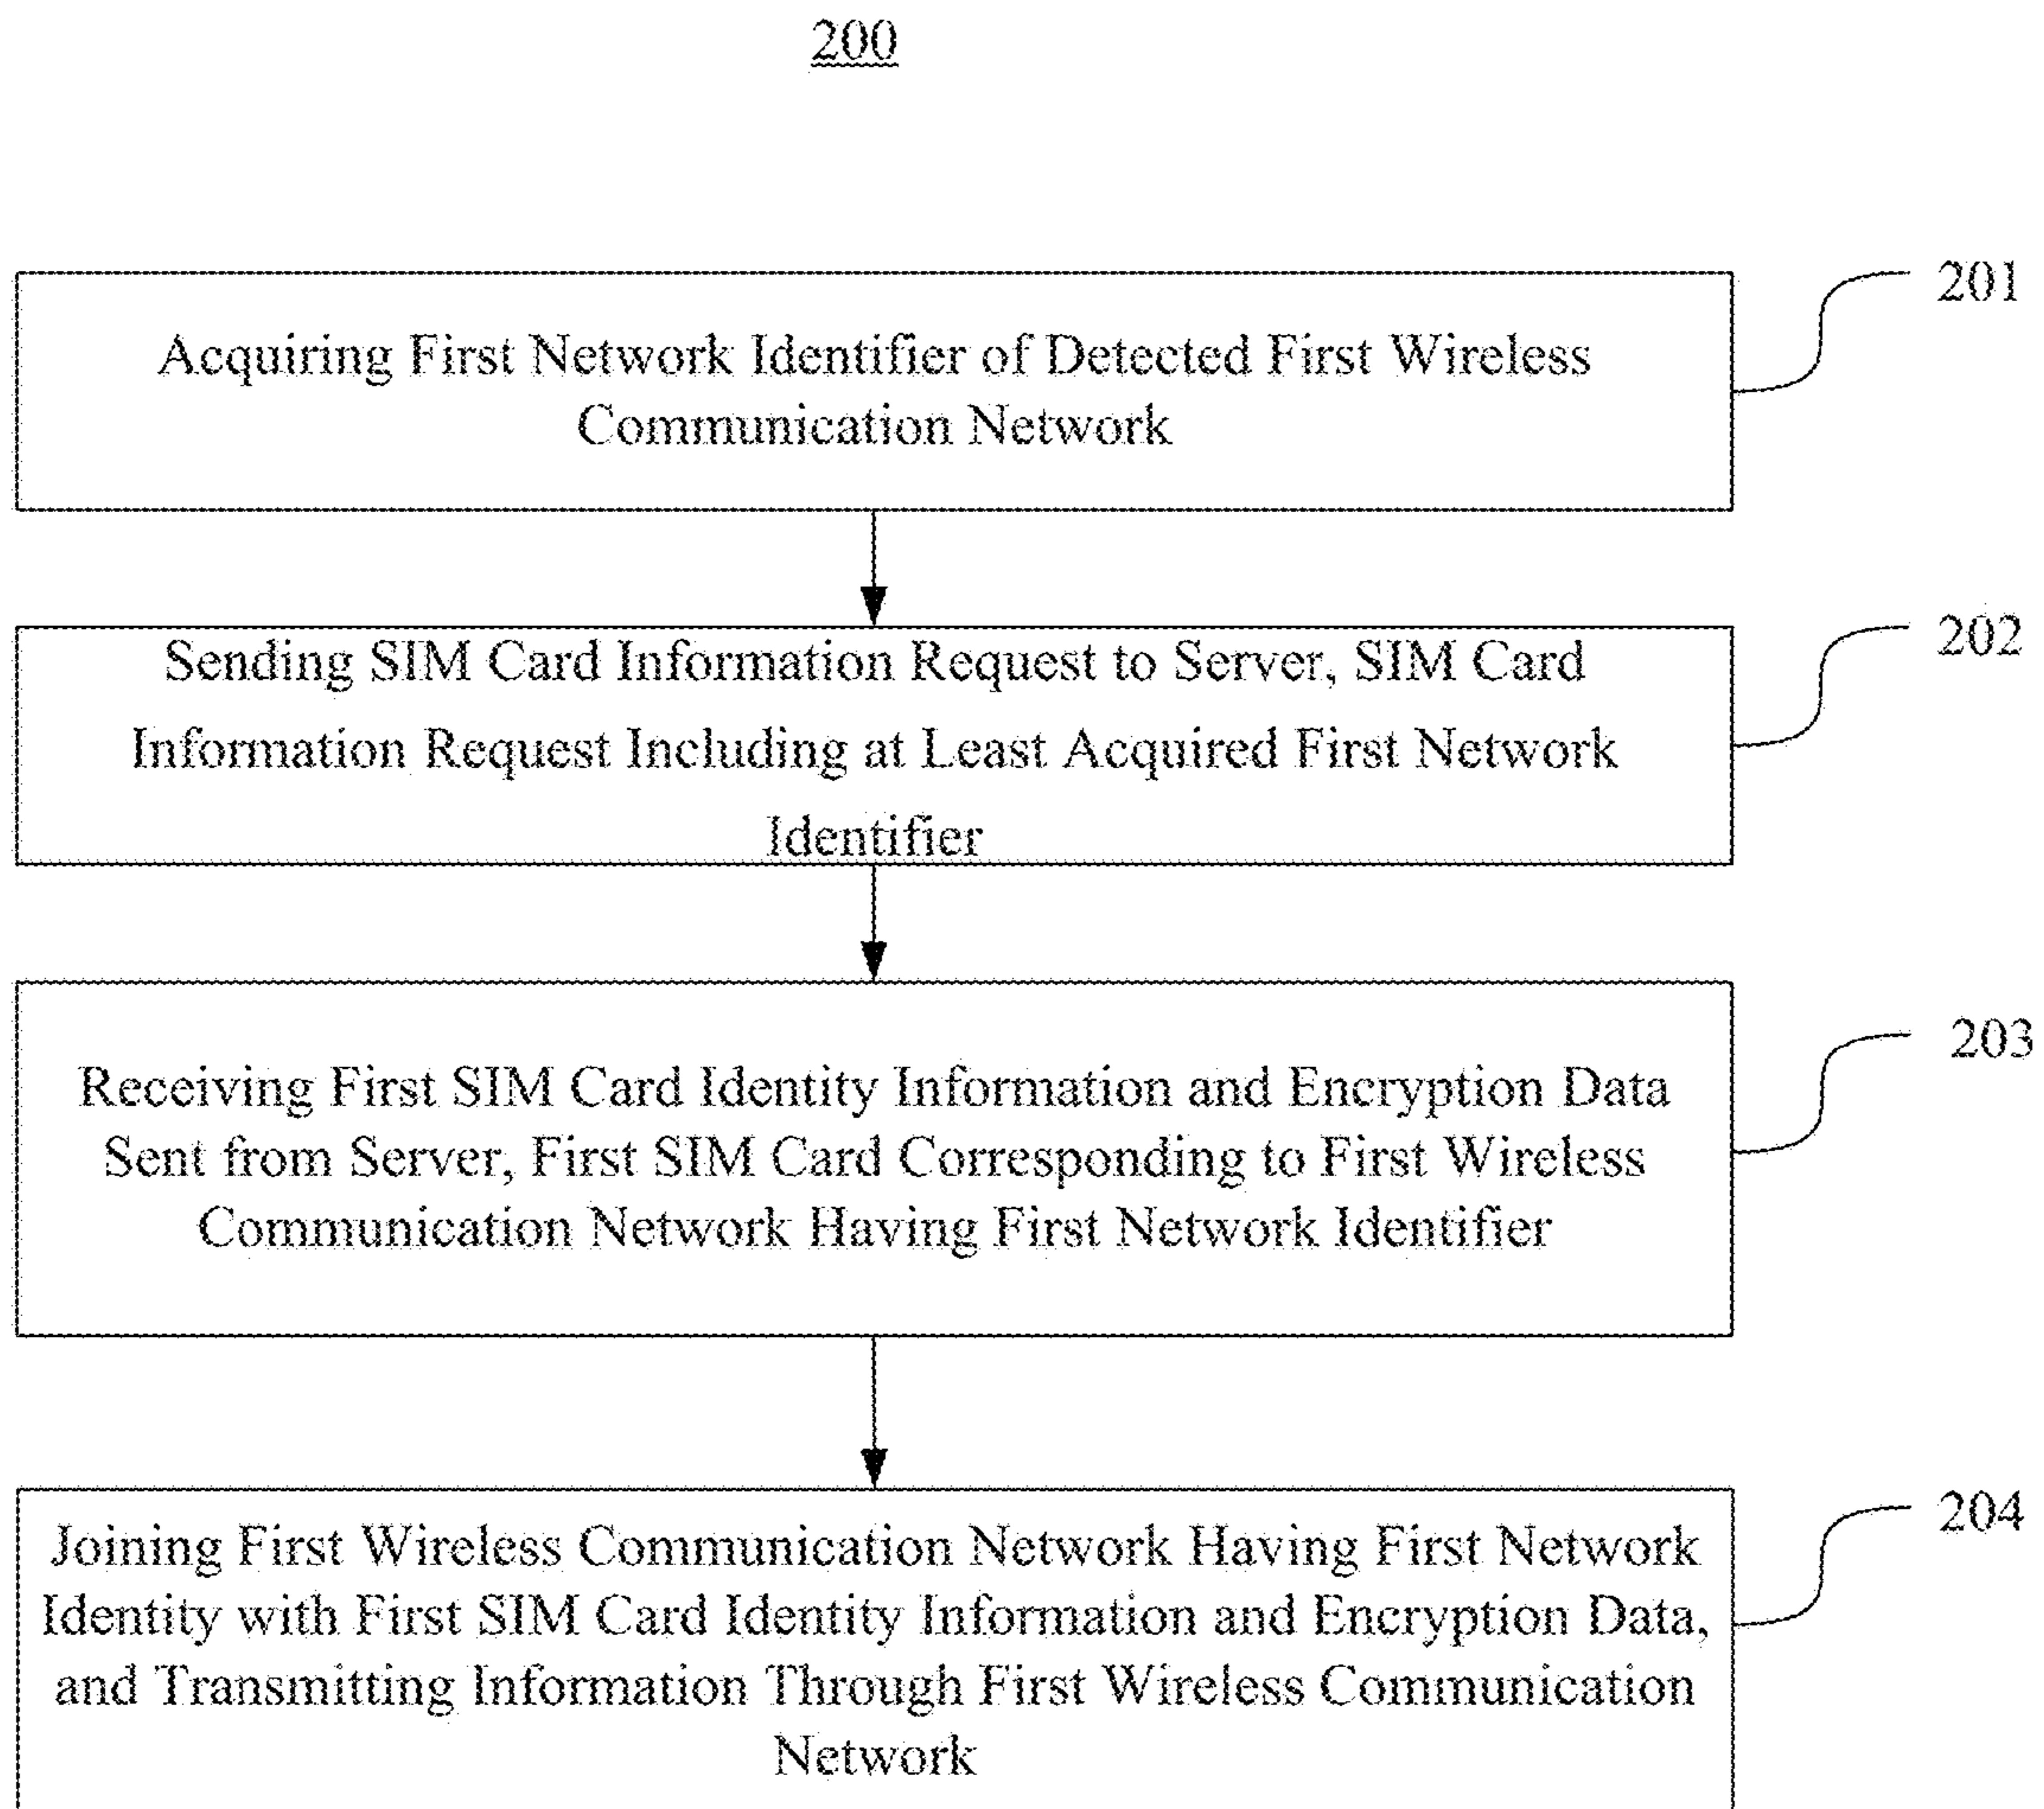 200
201
Acquiring First Network Identifier of Detected First Wireless
Communication Network
202
Sending SIM Card Information Request to Server, SIM Card
Information Request Including at Least Acquired First Network
Identifier
203
Receiving First SIM Card Identity Information and Encryption Data
Sent from Server, First SIM Card Corresponding to First Wireless
Communication Network Having First Network Identifier
204
Joining First Wireless Communication Network Having First Network
Identity with First SIM Card Identity Information and Encryption Data,
and Transmitting Information Through First Wireless Communication
Network